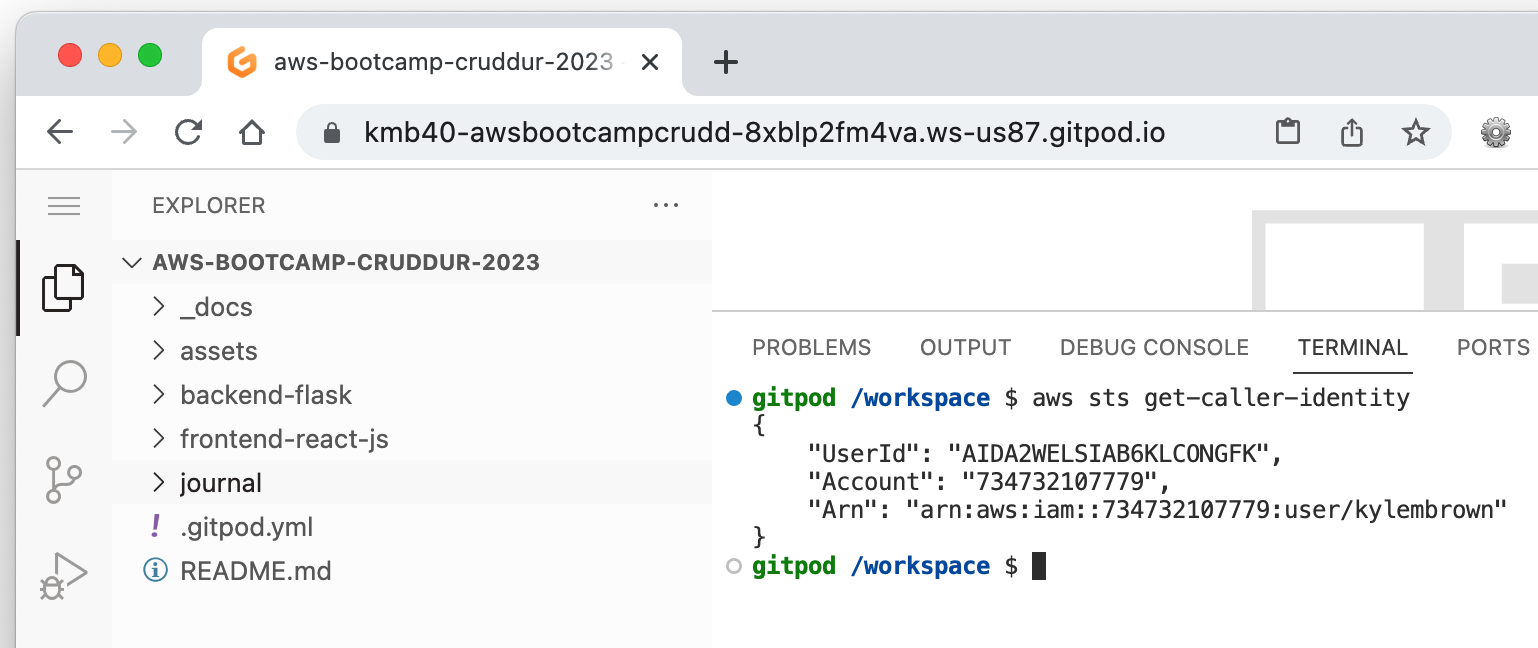 aws-bootcamp-cruddur-2023 -
kmb40-awsbootcampcrudd-8xblp2fm4va.ws-us87.gitpod.io
EXPLORER
AWS-BOOTCAMP-CRUDDUR-2023
_docs
assets
backend-flask
frontend-react-js
journal
.gitpod.yml
README.md
PROBLEMS OUTPUT DEBUG CONSOLE TERMINAL PORTS
gitpod /workspace $ aws sts get-caller-identity
{
"UserId": "AIDA2WELSIAB6KLCONGFK",
"Account": "734732107779",
"Arn": "arn:aws:iam::734732107779:user/kylembrown"
}
gitpod /workspace $